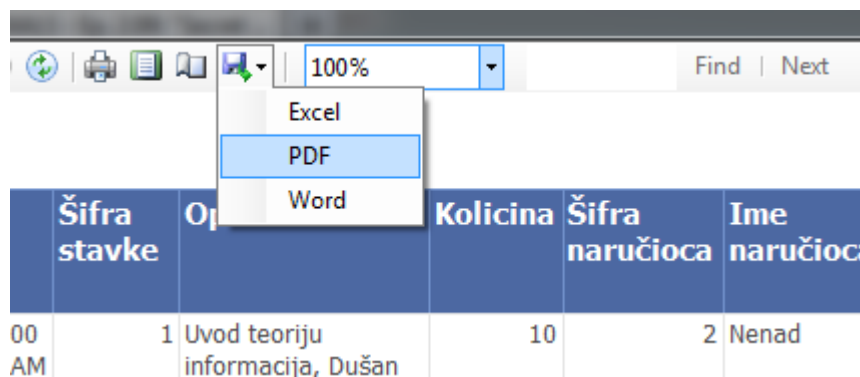 100%
Find | Next
Excel
PDF
Word
Šifra stavke
Kolicina
Šifra naručioca
Ime
00 AM
1
Uvod teoriju
informacija, Dušan
10
2
Nenad